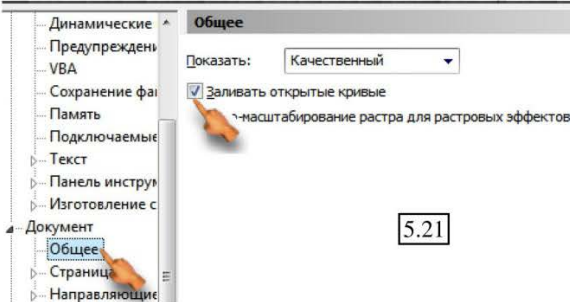 Динамические
Предупреждени
VBA
Сохранение фа
Память
Подключаемые
Текст
Панель инструм
Изготовление с
Документ
Общее
Страница
Направляющие
Общее
Показать: Качественный
Заливать открытые кривые
о-масштабирование растра для растровых эффектов
5.21